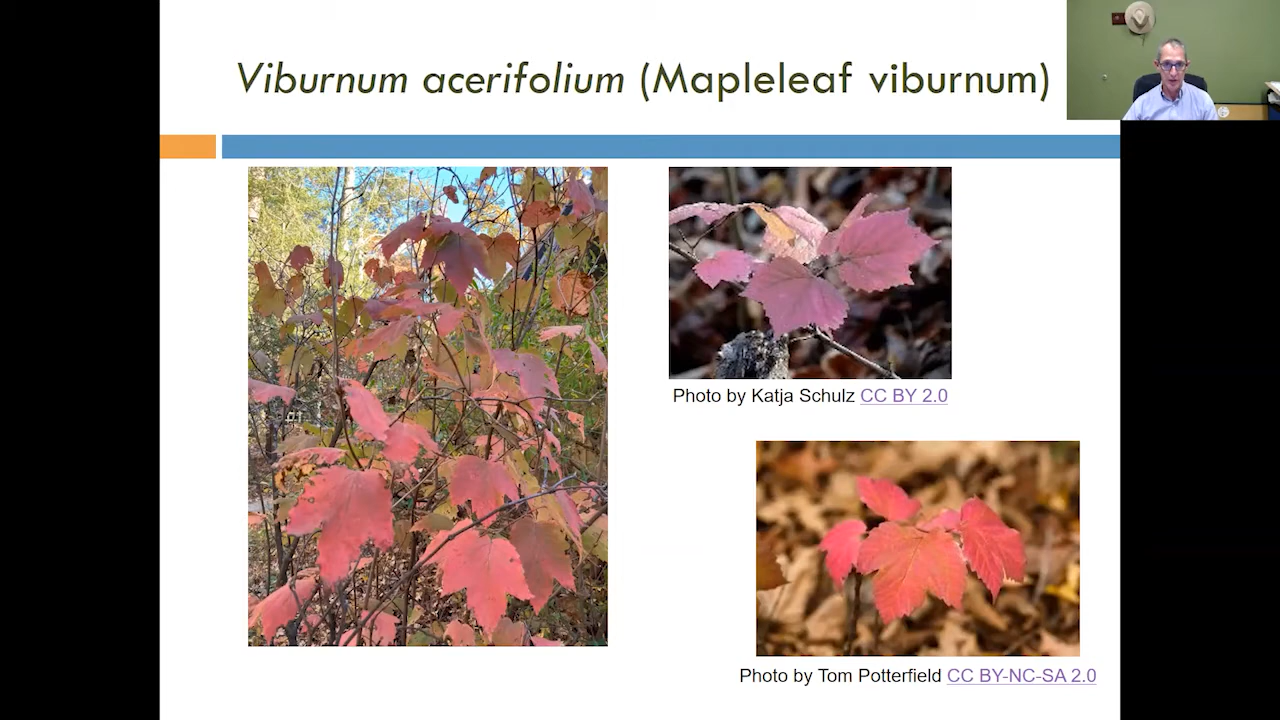 Viburnum acerifolium (Mapleleaf viburnum)
Photo by Katja Schulz CC BY 2.0
Photo by Tom Potterfield CC BY-NC-SA 2.0